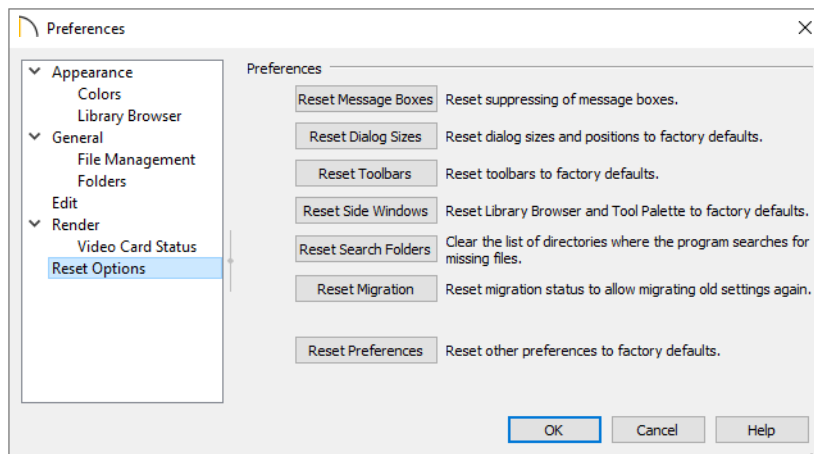 Preferences
Appearance
Colors
Library Browser
General
File Management
Folders
Edit
Render
Video Card Status
Reset Options
Preferences
Reset Message Boxes Reset suppressing of message boxes.
Reset Dialog Sizes Reset dialog sizes and positions to factory defaults.
Reset Toolbars Reset toolbars to factory defaults.
Reset Side Windows Reset Library Browser and Tool Palette to factory defaults.
Reset Search Folders Clear the list of directories where the program searches for
missing files.
Reset Migration Reset migration status to allow migrating old settings again.
Reset Preferences Reset other preferences to factory defaults.
OK Cancel Help